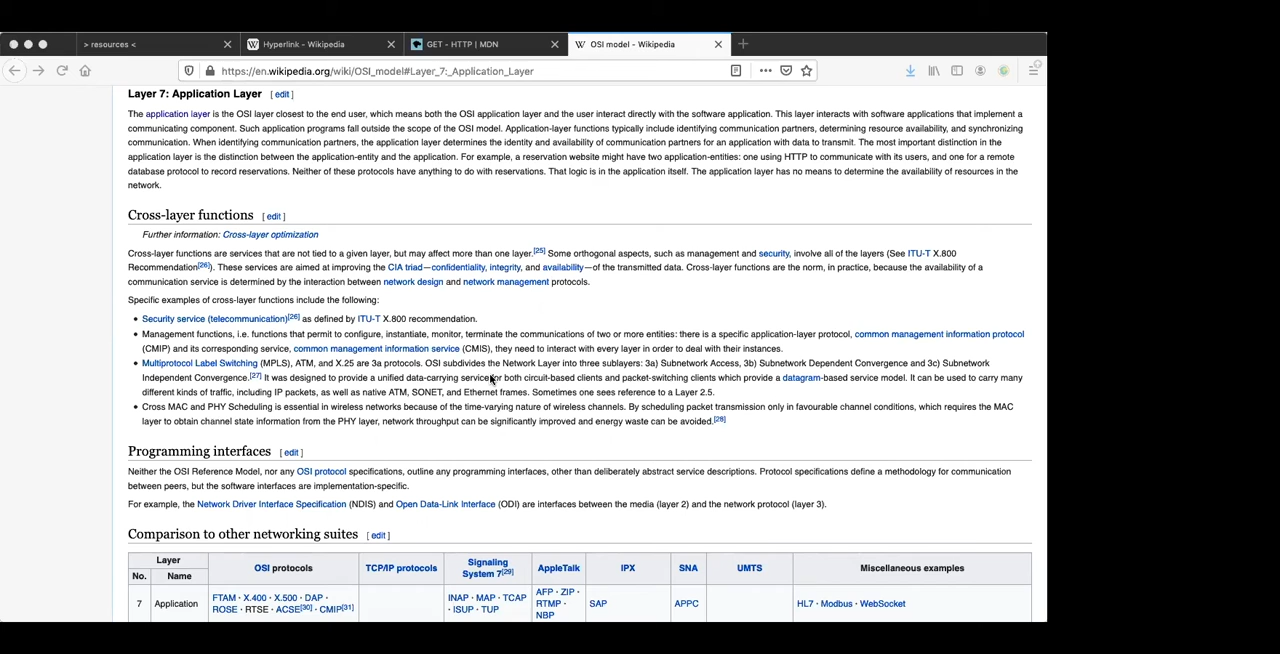 > resources <
Hyperlink - Wikipedia
GET - HTTP | MDN
OSI model - Wikipedia
https://en.wikipedia.org/wiki/OSI_model#Layer_7:_Application_Layer
Layer 7: Application Layer [ edit ]
The application layer is the OSI layer closest to the end user, which means both the OSI application layer and the user interact directly with the software application. This layer interacts with software applications that implement a
communicating component. Such application programs fall outside the scope of the OSI model. Application-layer functions typically include identifying communication partners, determining resource availability, and synchronizing
communication. When identifying communication partners, the application layer determines the identity and availability of communication partners for an application with data to transmit. The most important distinction in the
application layer is the distinction between the application-entity and the application. For example, a reservation website might have two application-entities: one using HTTP to communicate with its users, and one for a remote
database protocol to record reservations. Neither of these protocols have anything to do with reservations. That logic is in the application itself. The application layer has no means to determine the availability of resources in the
network.
Cross-layer functions [ edit ]
Further information: Cross-layer optimization
Cross-layer functions are services that are not tied to a given layer, but may affect more than one layer.[25] Some orthogonal aspects, such as management and security, involve all of the layers (See ITU-T X.800
Recommendation[26]). These services are aimed at improving the CIA triad—confidentiality, integrity, and availability—of the transmitted data. Cross-layer functions are the norm, in practice, because the availability of a
communication service is determined by the interaction between network design and network management protocols.
Specific examples of cross-layer functions include the following:
• Security service (telecommunication)[26] as defined by ITU-T X.800 recommendation.
• Management functions, i.e. functions that permit to configure, instantiate, monitor, terminate the communications of two or more entities: there is a specific application-layer protocol, common management information protocol
(CMIP) and its corresponding service, common management information service (CMIS), they need to interact with every layer in order to deal with their instances.
• Multiprotocol Label Switching (MPLS), ATM, and X.25 are 3a protocols. OSI subdivides the Network Layer into three sublayers: 3a) Subnetwork Access, 3b) Subnetwork Dependent Convergence and 3c) Subnetwork
Independent Convergence.[27] It was designed to provide a unified data-carrying service for both circuit-based clients and packet-switching clients which provide a datagram-based service model. It can be used to carry many
different kinds of traffic, including IP packets, as well as native ATM, SONET, and Ethernet frames. Sometimes one sees reference to a Layer 2.5.
• Cross MAC and PHY Scheduling is essential in wireless networks because of the time-varying nature of wireless channels. By scheduling packet transmission only in favourable channel conditions, which requires the MAC
layer to obtain channel state information from the PHY layer, network throughput can be significantly improved and energy waste can be avoided.[28]
Programming interfaces [ edit ]
Neither the OSI Reference Model, nor any OSI protocol specifications, outline any programming interfaces, other than deliberately abstract service descriptions. Protocol specifications define a methodology for communication
between peers, but the software interfaces are implementation-specific.
For example, the Network Driver Interface Specification (NDIS) and Open Data-Link Interface (ODI) are interfaces between the media (layer 2) and the network protocol (layer 3).
Comparison to other networking suites [ edit ]
Layer
No. Name
OSI protocols
TCP/IP protocols
Signaling
System 7[29]
AppleTalk
IPX
SNA
UMTS
Miscellaneous examples
7
Application
FTAM · X.400 · X.500 · DAP ·
ROSE · RTSE · ACSE[30] · CMIP[31]
INAP · MAP · TCAP
· ISUP · TUP
AFP · ZIP ·
RTMP ·
NBP
SAP
APPC
HL7 · Modbus · WebSocket